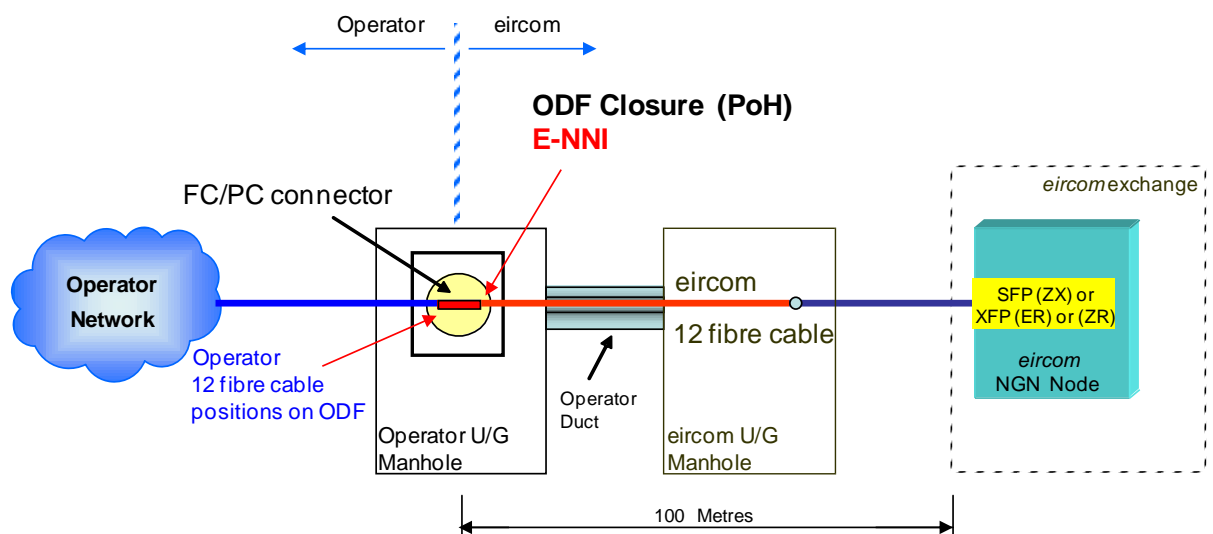 Operator
eircom
ODF Closure (PoH)
E-NNI
FC/PC connector
eircom exchange
Operator
Network
eircom
12 fibre cable
SFP (ZX) or
XFP (ER) or (ZR)
eircom
NGN Node
Operator
12 fibre cable
positions on ODF
Operator
Duct
Operator U/G
Manhole
eircom U/G
Manhole
100 Metres